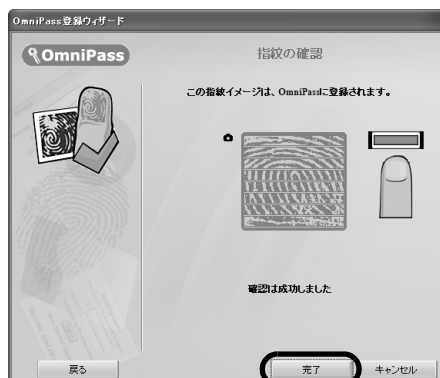 OmniPass登録ウィザード
OmniPass
指紋の確認
この指紋イメージは、OmniPassに登録されます。
確認は成功しました
戻る
完了
キャンセル